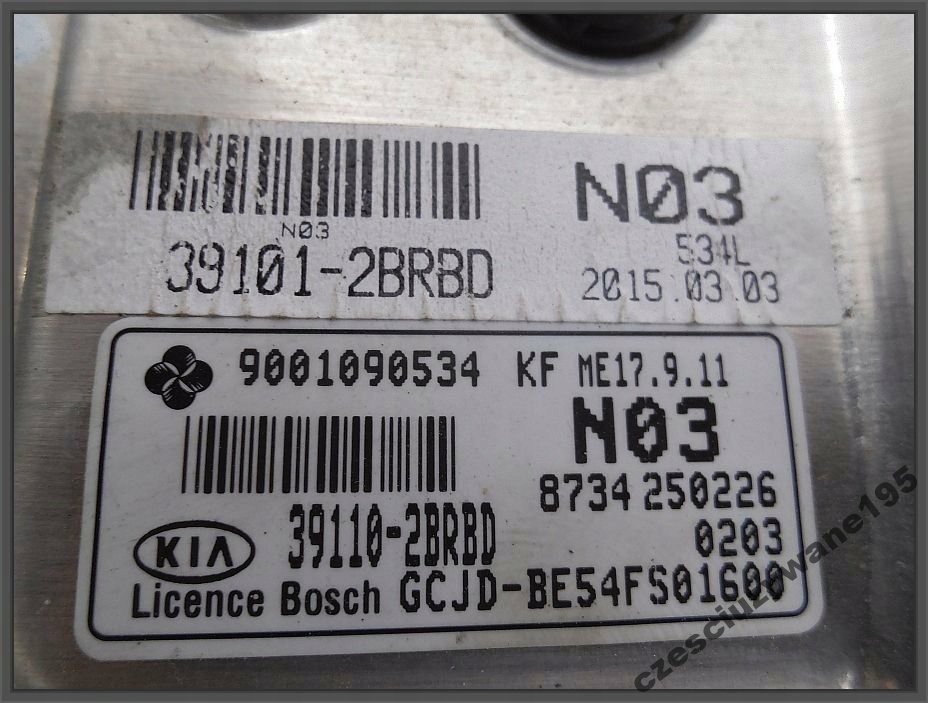 N03
N03
39101-2BRBD
534L
2015.03.03
9001090534 KF ME17.9.11
N03
8734 250226
39110-2BRBD
0203
KIA
Licence Bosch GCJD-BE54FS01600
czesciuzywane195